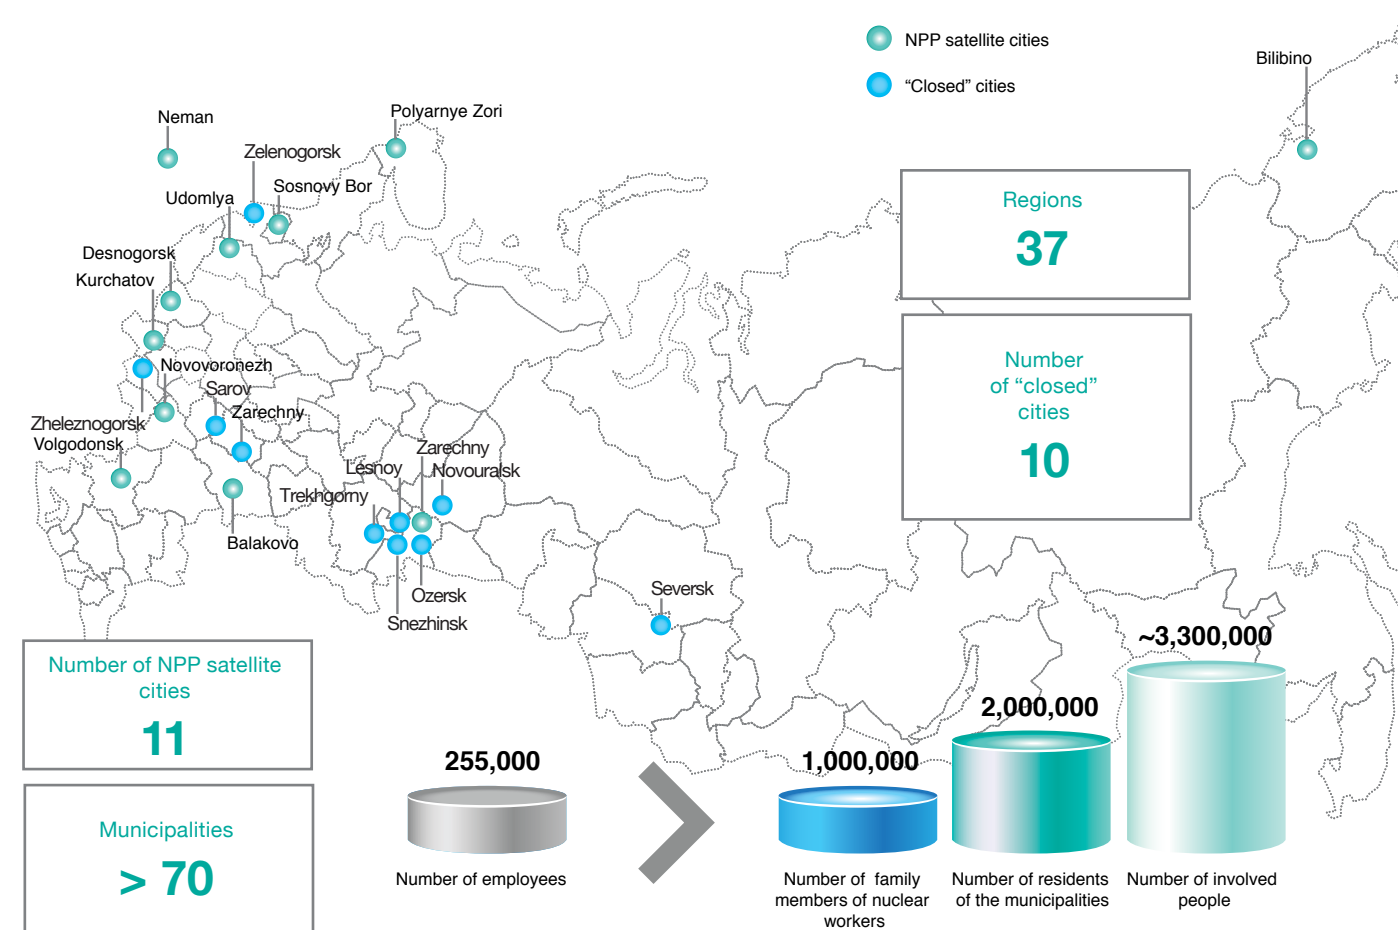 NPP satellite cities
“Closed” cities
Bilibino
Neman
Polyarnye Zori
Zelenogorsk
Sosnovy Bor
Udomlya
Desnogorsk
Kurchatov
Novovoronezh
Sarov
Zarechny
Zheleznogorsk
Volgodonsk
Zarechny
Lesnoy
Novouralsk
Trekhgorny
Balakovo
Ozersk
Snezhinsk
Seversk
Regions
37
Number
of “closed”
cities
10
Number of NPP satellite
cities
11
Municipalities
> 70
255,000
Number of employees
1,000,000
Number of family
members of nuclear
workers
2,000,000
Number of residents
of the municipalities
~3,300,000
Number of involved
people